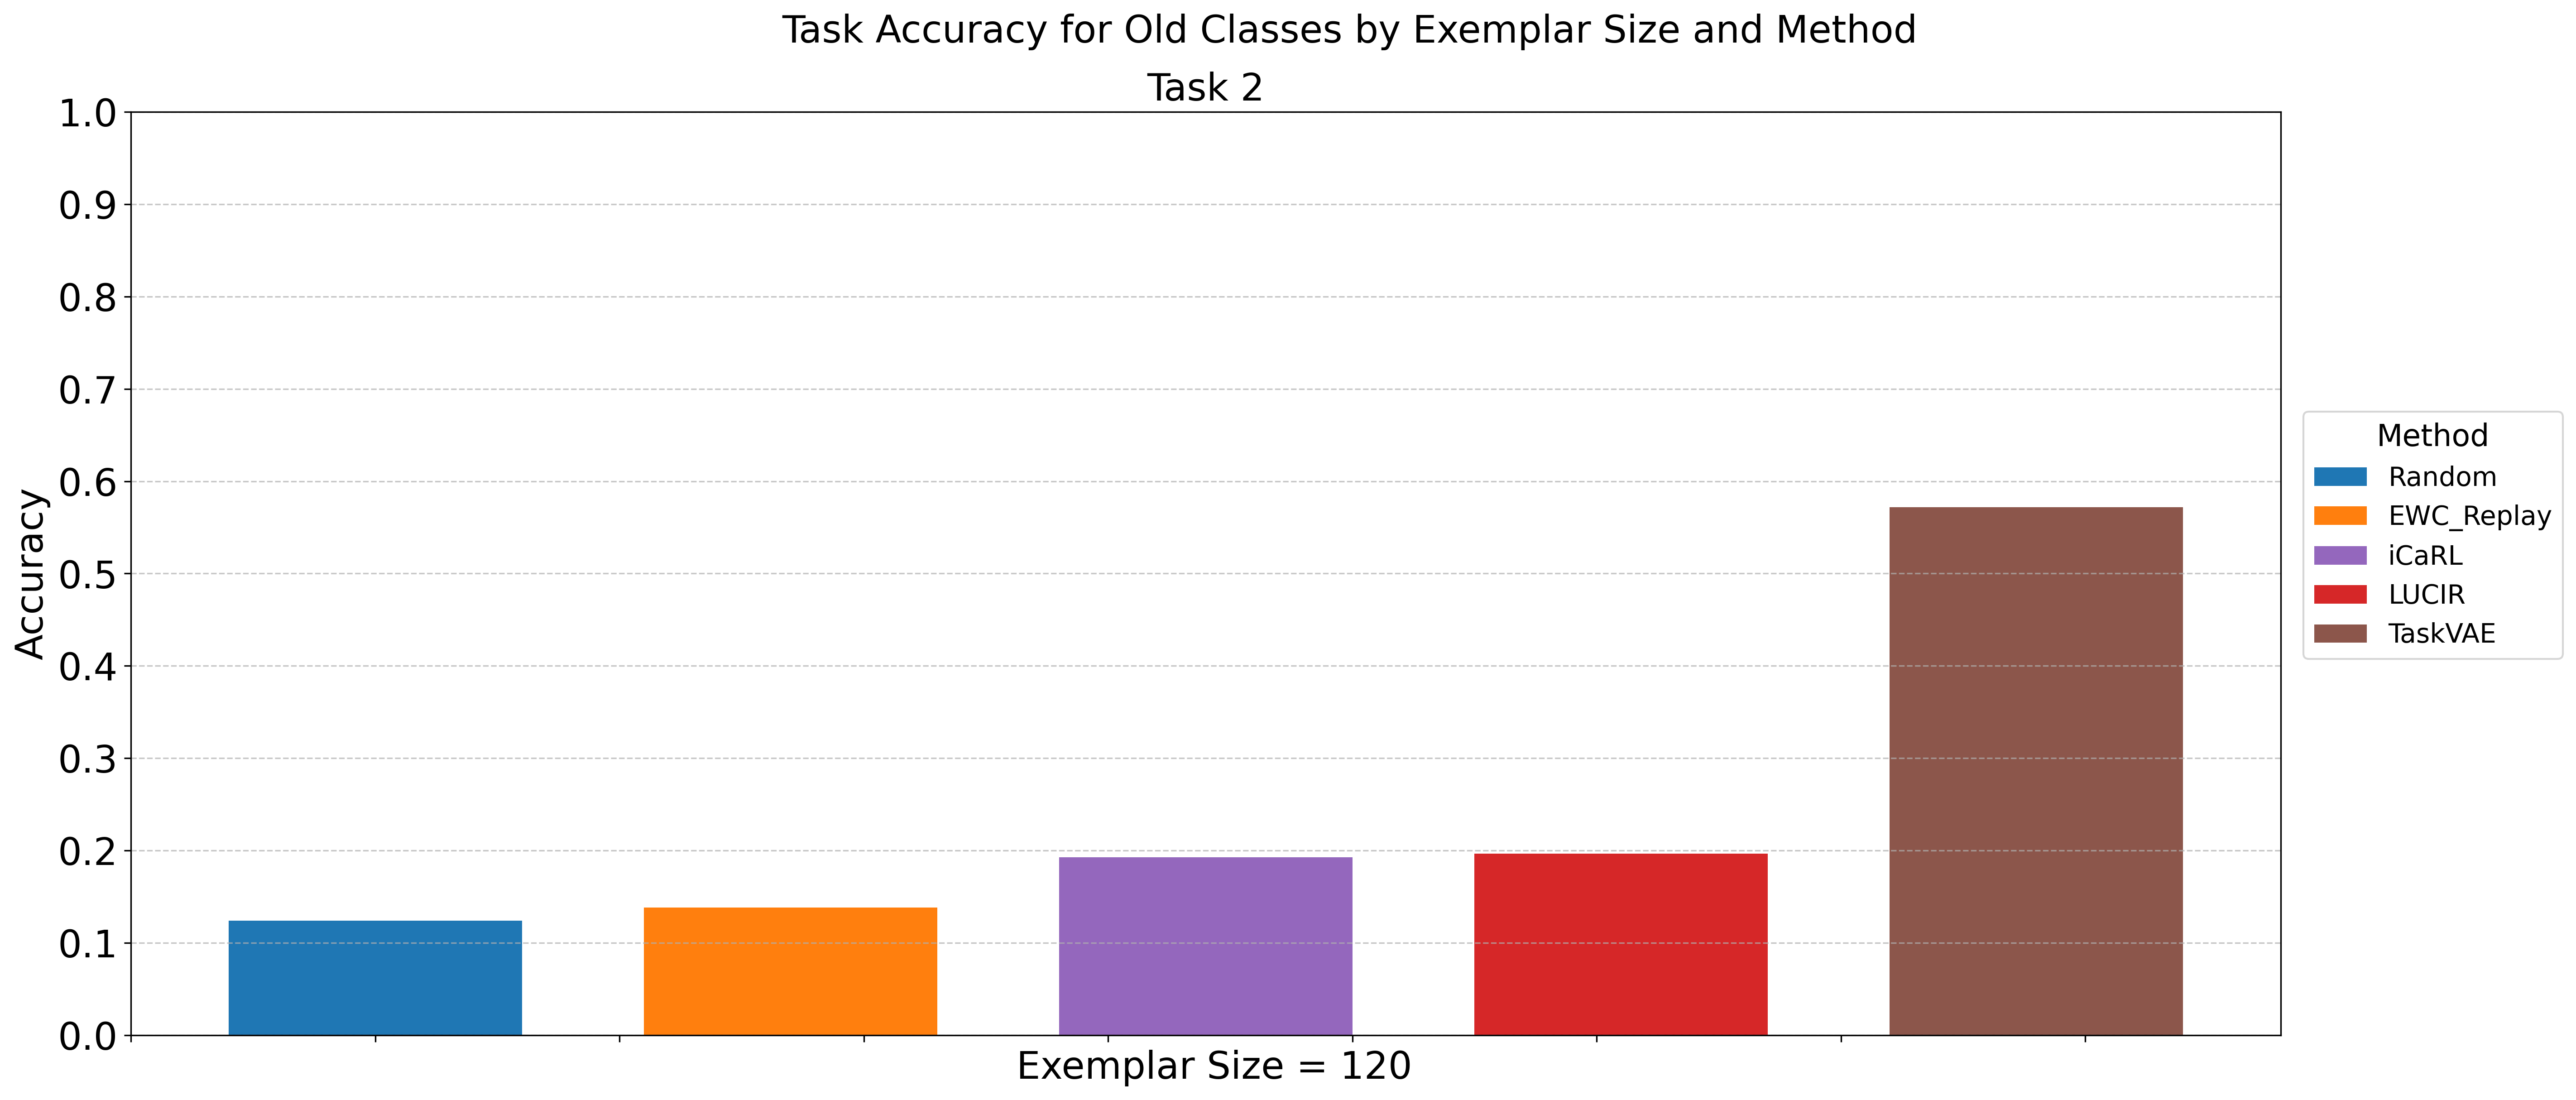 Task Accuracy for Old Classes by Exemplar Size and Method
Task 2
1.0
0.9
0.8
0.7
0.6
0.5
0.4
0.3
0.2
0.1
0.0
Accuracy
Exemplar Size = 120
Method
Random
EWC_Replay
iCaRL
LUCIR
TaskVAE